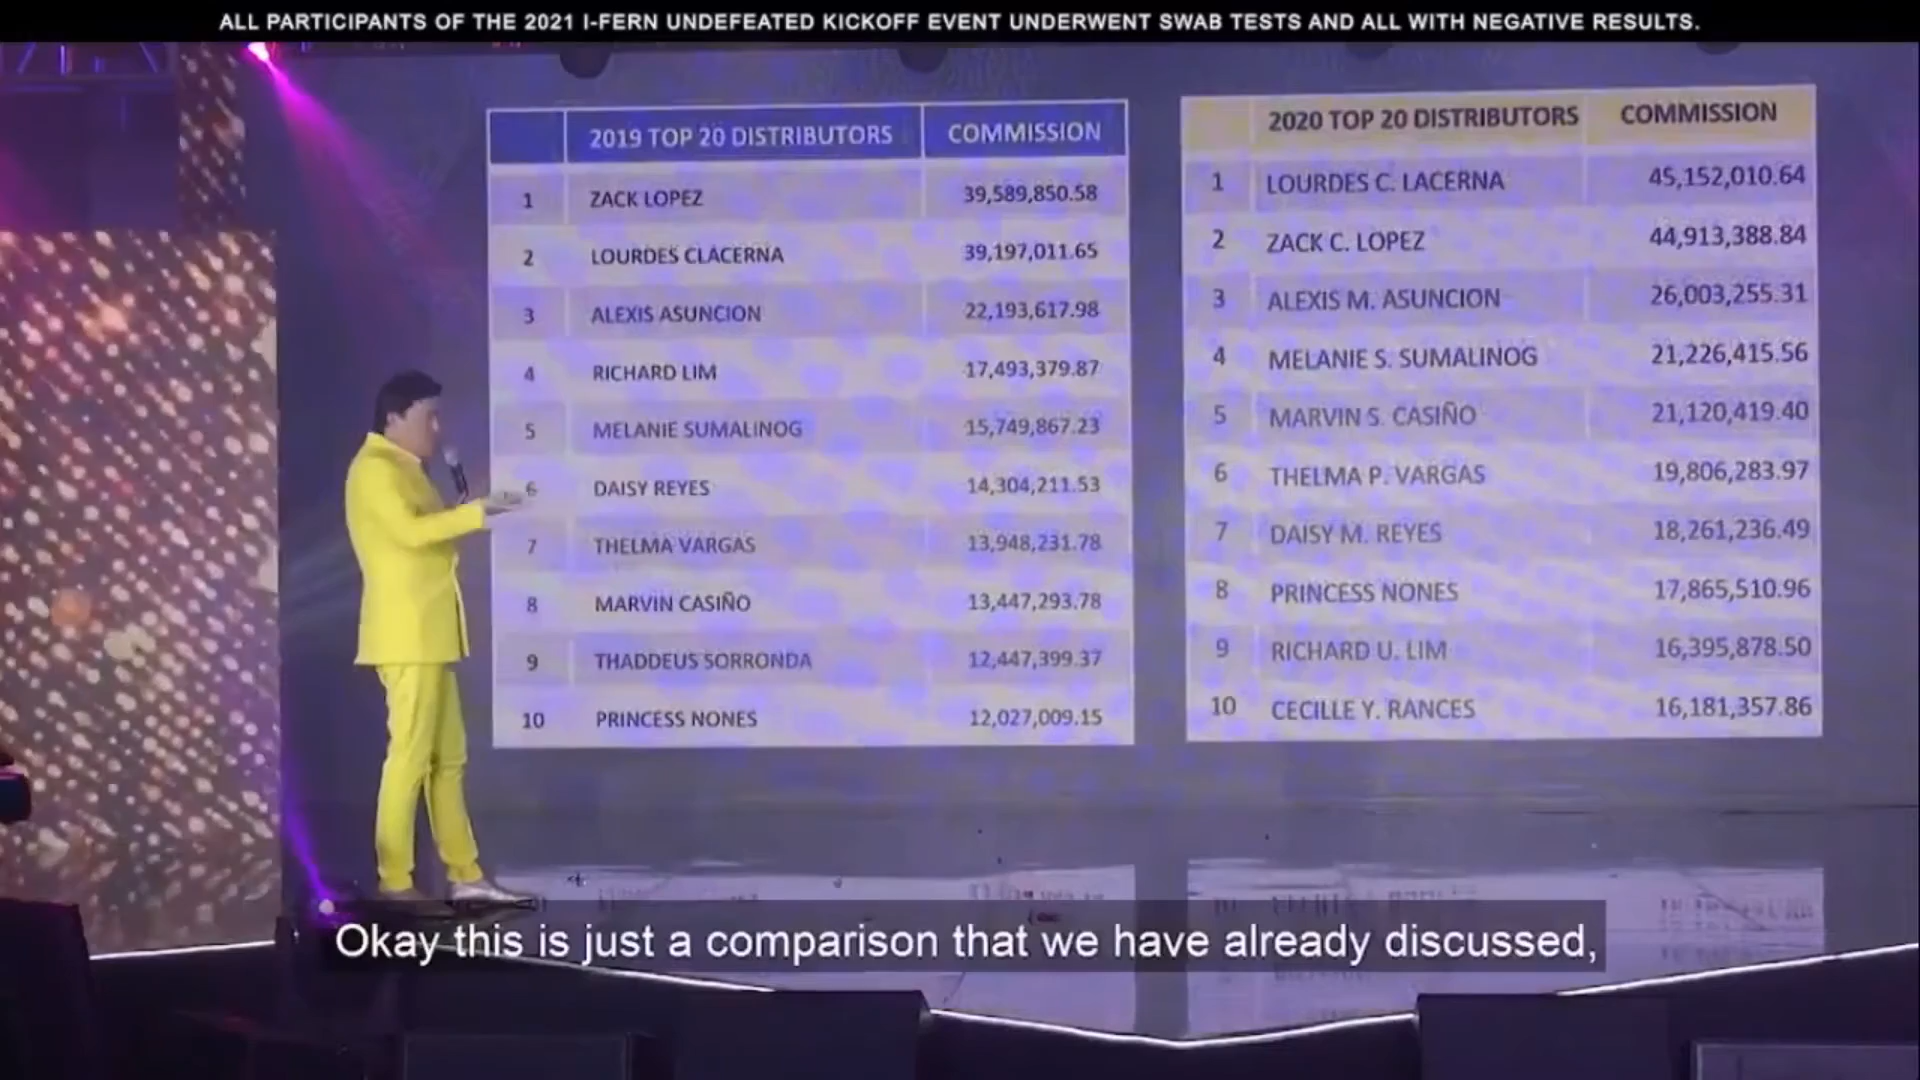 ALL PARTICIPANTS OF THE 2021 I-FERN UNDEFEATED KICKOFF EVENT UNDERWENT SWAB TESTS AND ALL WITH NEGATIVE RESULTS.
2019 TOP 20 DISTRIBUTORS COMMISSION
1 ZACK LOPEZ 39,589,850.58
2 LOURDES CLACERNA 39,197,011.65
3 ALEXIS ASUNCION 22,193,617.98
4 RICHARD LIM 17,493,379.87
5 MELANIE SUMALINOG 15,749,867.23
6 DAISY REYES 14,304,211.53
7 THELMA VARGAS 13,948,231.78
8 MARVIN CASIÑO 13,447,293.78
9 THADDEUS SORRONDA 12,447,399.37
10 PRINCESS NONES 12,027,009.15
2020 TOP 20 DISTRIBUTORS COMMISSION
1 LOURDES C. LACERNA 45,152,010.64
2 ZACK C. LOPEZ 44,913,388.84
3 ALEXIS M. ASUNCION 26,003,255.31
4 MELANIE S. SUMALINOG 21,226,415.56
5 MARVIN S. CASIÑO 21,120,419.40
6 THELMA P. VARGAS 19,806,283.97
7 DAISY M. REYES 18,261,236.49
8 PRINCESS NONES 17,865,510.96
9 RICHARD U. LIM 16,395,878.50
10 CECILLE Y. RANCES 16,181,357.86
Okay this is just a comparison that we have already discussed,